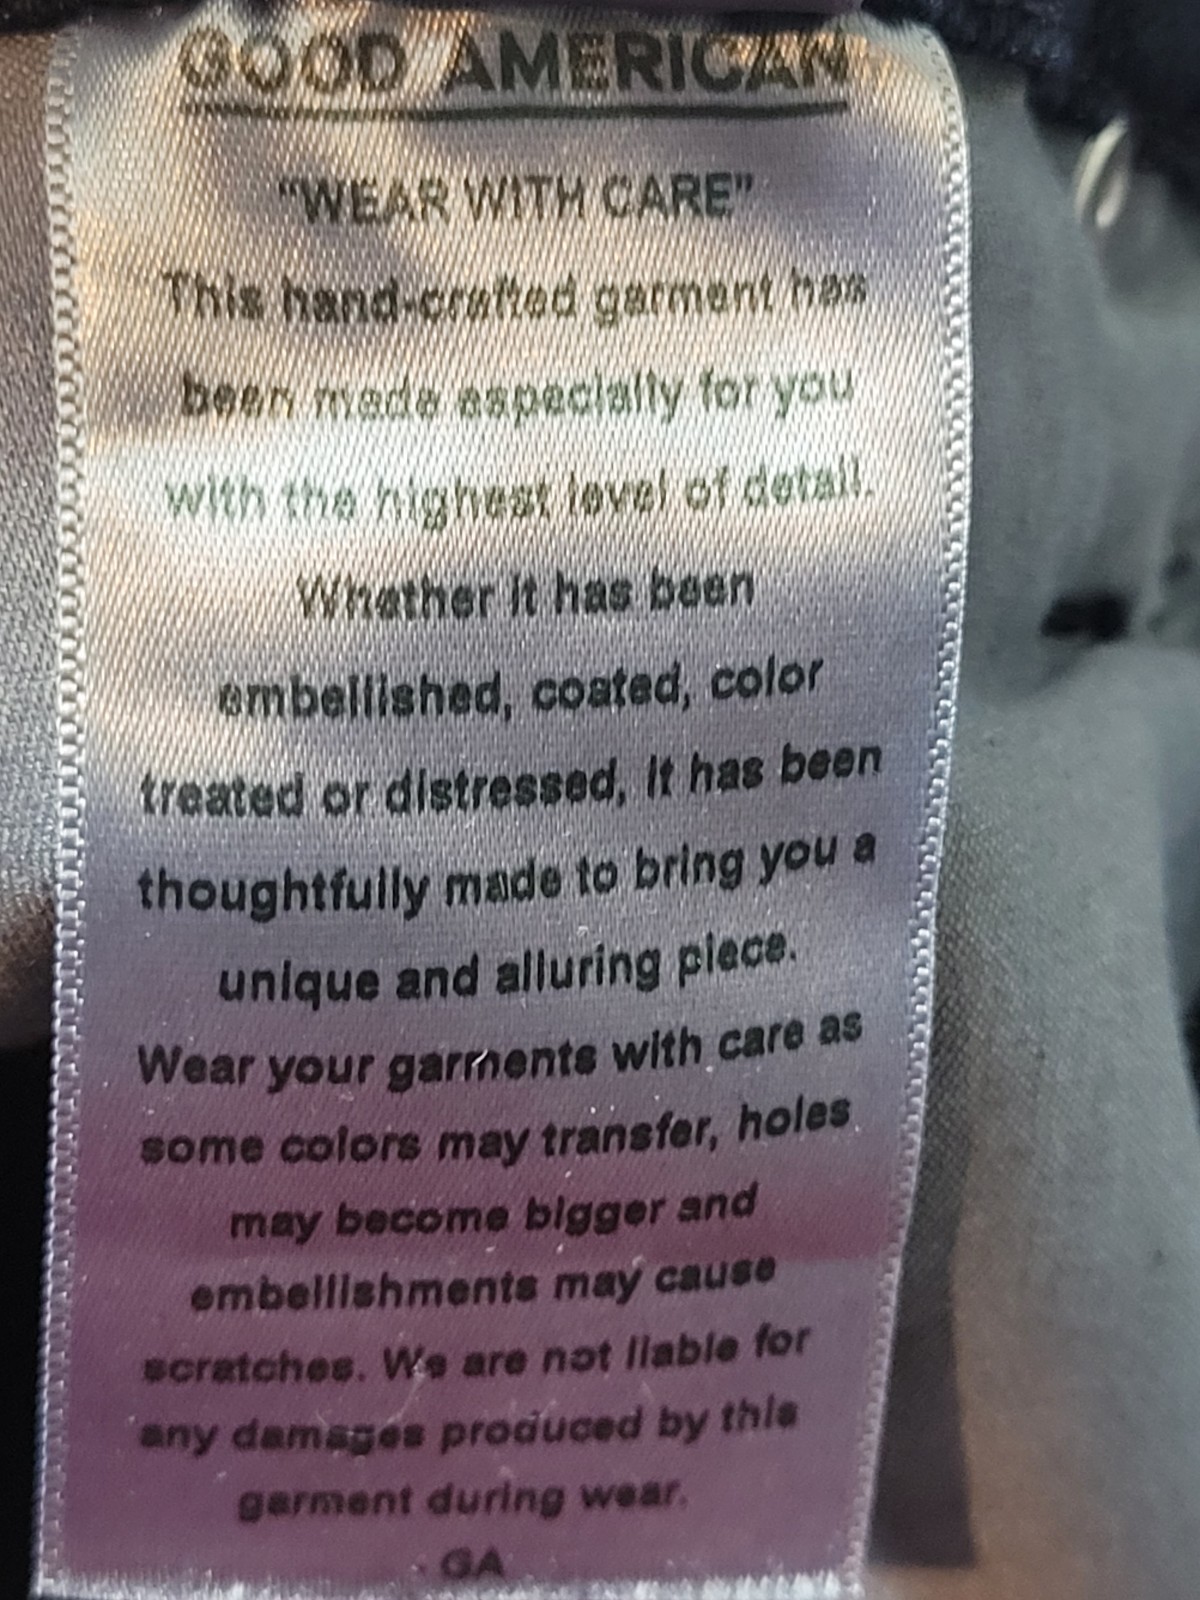 GOOD AMERICAN
"WEAR WITH CARE"
This hand-crafted garment has
been made especially for you
with the highest level of detail.
Whether it has been
embellished, coated, color
treated or distressed, it has been
thoughtfully made to bring you a
unique and alluring piece.
Wear your garments with care as
some colors may transfer, holes
may become bigger and
embellishments may cause
scratches. We are not liable for
any damages produced by this
garment during wear.
- GA